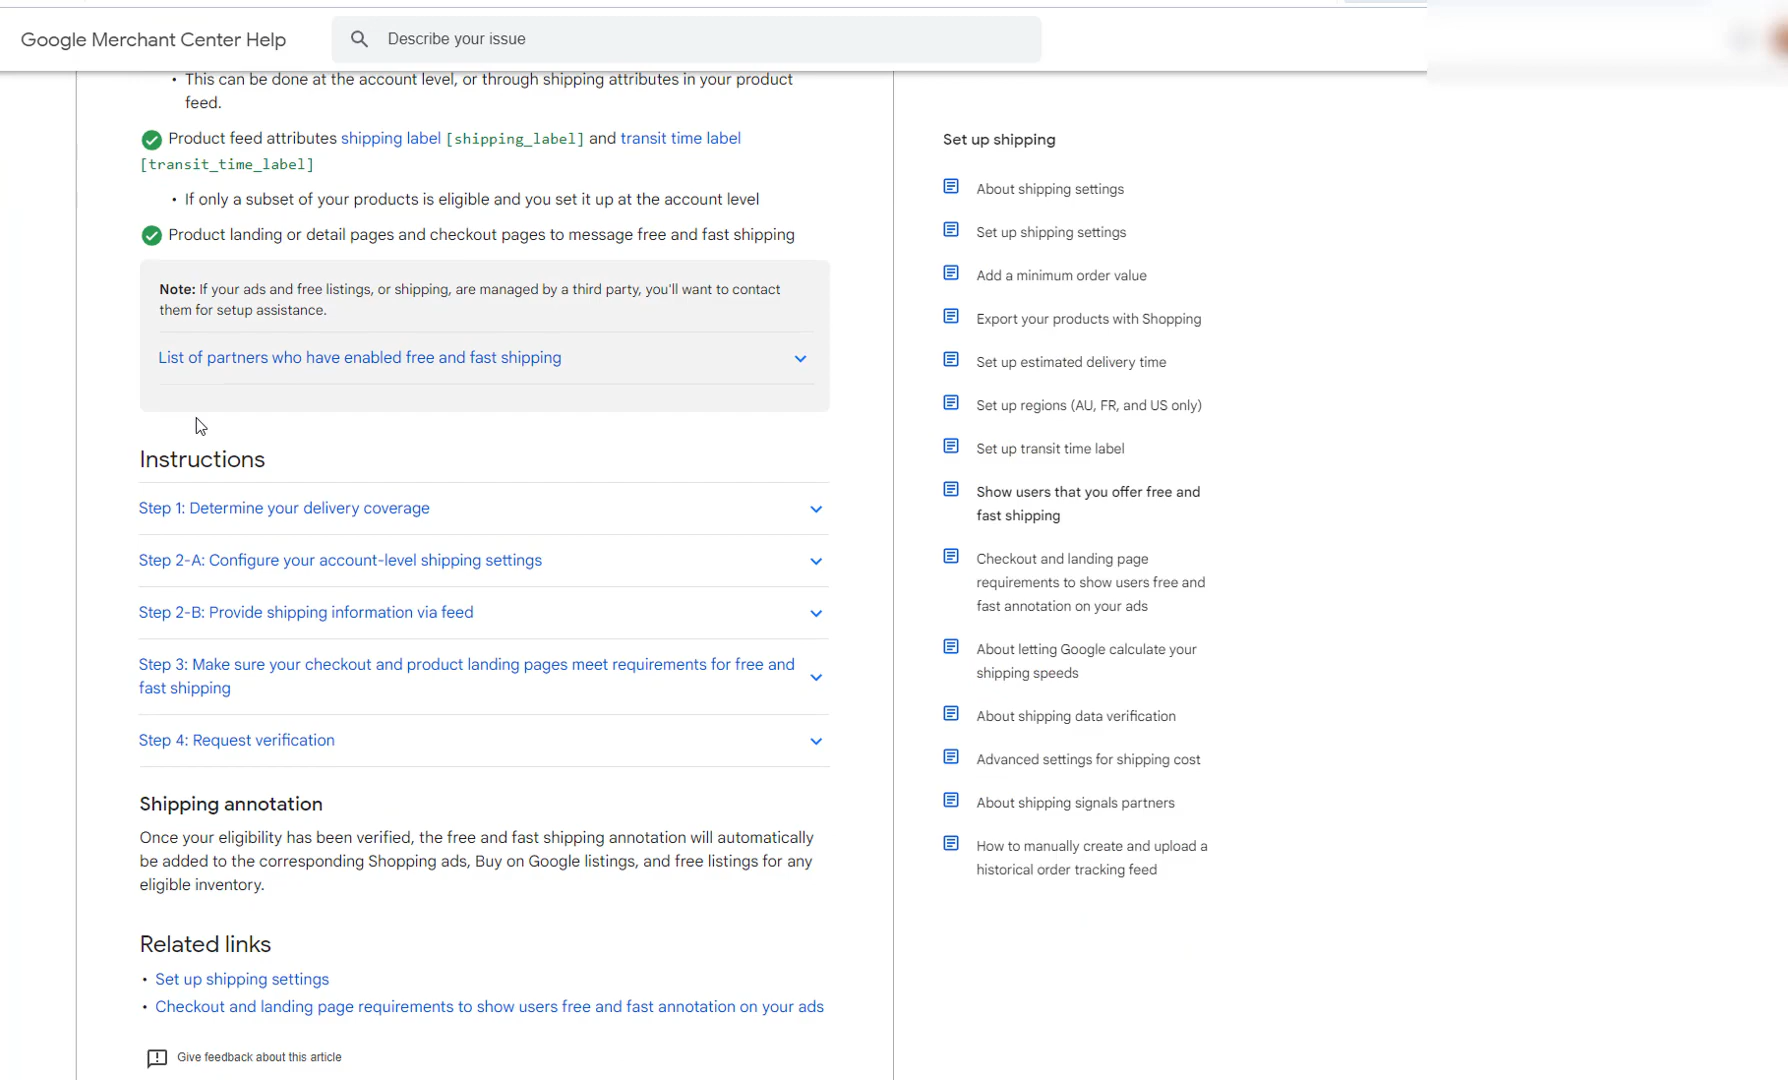 Google Merchant Center Help
Describe your issue
• This can be done at the account level, or through shipping attributes in your product
feed.
Product feed attributes shipping label [shipping_label] and transit time label
[transit_time_label]
• If only a subset of your products is eligible and you set it up at the account level
Product landing or detail pages and checkout pages to message free and fast shipping
Note: If your ads and free listings, or shipping, are managed by a third party, you'll want to contact
them for setup assistance.
List of partners who have enabled free and fast shipping
Instructions
Step 1: Determine your delivery coverage
Step 2-A: Configure your account-level shipping settings
Step 2-B: Provide shipping information via feed
Step 3: Make sure your checkout and product landing pages meet requirements for free and
fast shipping
Step 4: Request verification
Shipping annotation
Once your eligibility has been verified, the free and fast shipping annotation will automatically
be added to the corresponding Shopping ads, Buy on Google listings, and free listings for any
eligible inventory.
Related links
• Set up shipping settings
• Checkout and landing page requirements to show users free and fast annotation on your ads
Give feedback about this article
Set up shipping
About shipping settings
Set up shipping settings
Add a minimum order value
Export your products with Shopping
Set up estimated delivery time
Set up regions (AU, FR, and US only)
Set up transit time label
Show users that you offer free and
fast shipping
Checkout and landing page
requirements to show users free and
fast annotation on your ads
About letting Google calculate your
shipping speeds
About shipping data verification
Advanced settings for shipping cost
About shipping signals partners
How to manually create and upload a
historical order tracking feed